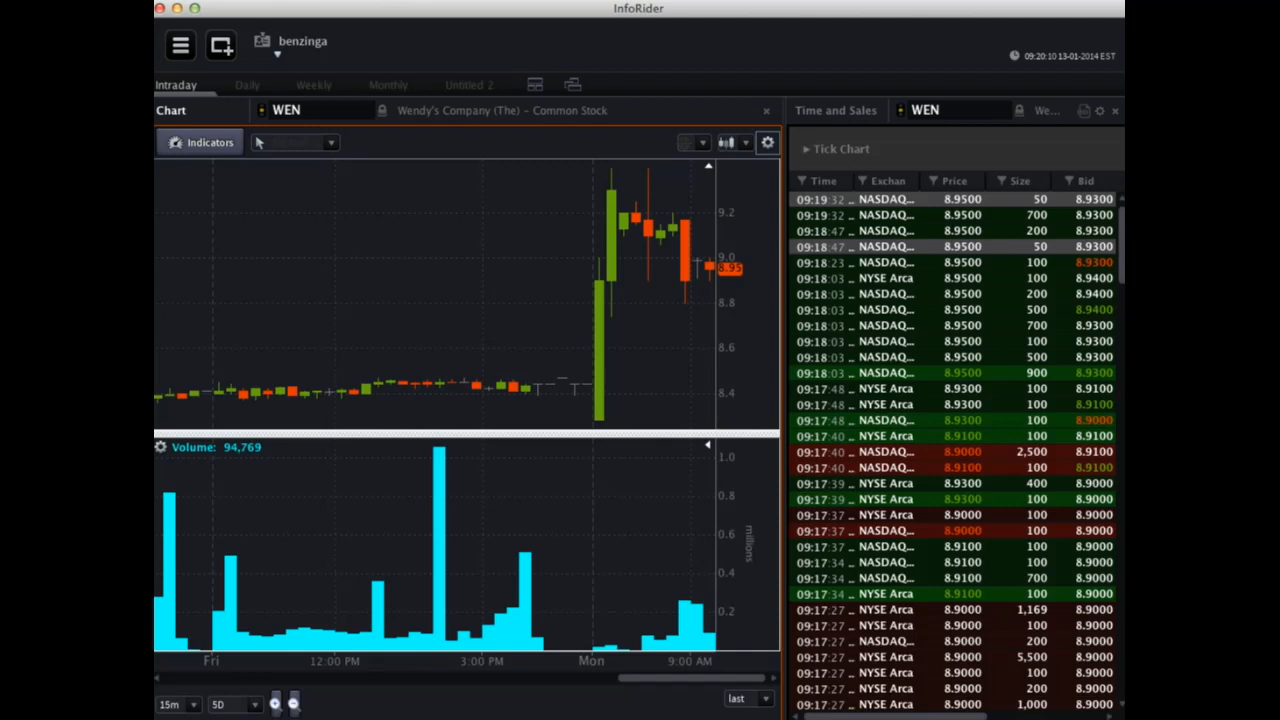 InfoRider
benzinga
09:20:10 13-01-2014 EST
Intraday Daily Weekly Monthly Untitled 2
Chart WEN Wendy's Company (The) - Common Stock
Time and Sales WEN We...
Indicators
Tick Chart
Time Exchan Price Size Bid
09:19:32 .. NASDAQ... 8.9500 50 8.9300
09:19:32 .. NASDAQ... 8.9500 700 8.9300
09:18:47 .. NASDAQ... 8.9500 200 8.9300
09:18:47 .. NASDAQ... 8.9500 50 8.9300
09:18:23 .. NASDAQ... 8.9500 100 8.9300
09:18:03 .. NYSE Arca 8.9500 100 8.9400
09:18:03 .. NASDAQ... 8.9500 200 8.9400
09:18:03 .. NASDAQ... 8.9500 500 8.9400
09:18:03 .. NASDAQ... 8.9500 700 8.9300
09:18:03 .. NASDAQ... 8.9500 100 8.9300
09:18:03 .. NASDAQ... 8.9500 500 8.9300
09:18:03 .. NASDAQ... 8.9500 900 8.9300
09:17:48 .. NYSE Arca 8.9300 100 8.9100
09:17:48 .. NYSE Arca 8.9300 100 8.9100
09:17:48 .. NASDAQ... 8.9300 100 8.9000
09:17:40 .. NYSE Arca 8.9100 100 8.9100
09:17:40 .. NASDAQ... 8.9000 2,500 8.9100
09:17:40 .. NASDAQ... 8.9100 100 8.9100
09:17:39 .. NYSE Arca 8.9300 400 8.9000
09:17:39 .. NYSE Arca 8.9300 100 8.9000
09:17:37 .. NYSE Arca 8.9000 100 8.9000
09:17:37 .. NASDAQ... 8.9000 100 8.9000
09:17:37 .. NASDAQ... 8.9100 100 8.9000
09:17:34 .. NYSE Arca 8.9100 100 8.9000
09:17:34 .. NASDAQ... 8.9100 700 8.9000
09:17:34 .. NYSE Arca 8.9100 100 8.9000
09:17:27 .. NYSE Arca 8.9000 1,169 8.9000
09:17:27 .. NYSE Arca 8.9000 100 8.9000
09:17:27 .. NASDAQ... 8.9000 200 8.9000
09:17:27 .. NYSE Arca 8.9000 5,500 8.9000
09:17:27 .. NYSE Arca 8.9000 100 8.9000
09:17:27 .. NYSE Arca 8.9000 200 8.9000
09:17:27 .. NYSE Arca 8.9000 1,000 8.9000
9.2
9.0
8.95
8.8
8.6
8.4
Volume: 94,769
1.0
0.8
0.6
0.4
0.2
millions
Fri 12:00 PM 3:00 PM Mon 9:00 AM
15m 5D last